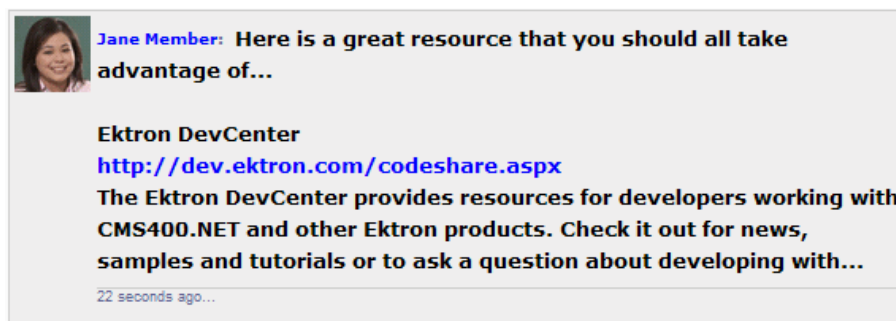 Jane Member: Here is a great resource that you should all take
advantage of...
Ektron DevCenter
http://dev.ektron.com/codeshare.aspx
The Ektron DevCenter provides resources for developers working with
CMS400.NET and other Ektron products. Check it out for news,
samples and tutorials or to ask a question about developing with...
22 seconds ago...